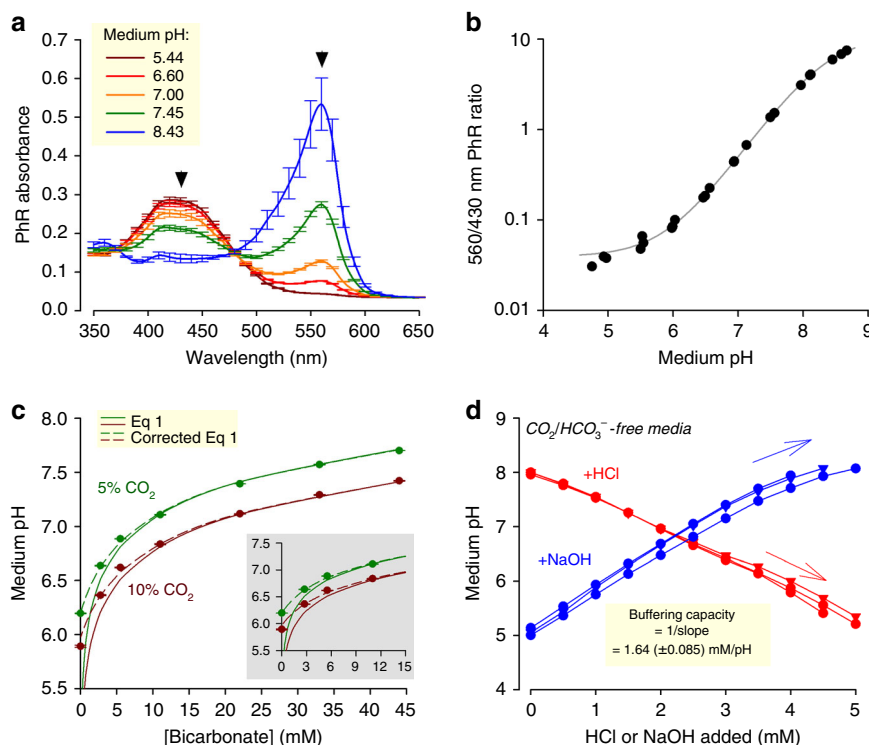 a
Medium pH:
5.44
6.60
7.00
7.45
8.43
0.7
0.6
0.5
0.4
0.3
0.2
0.1
0.0
PhR absorbance
350 400 450 500 550 600 650
Wavelength (nm)
b
10
1
0.1
0.01
560/430 nm PhR ratio
4 5 6 7 8 9
Medium pH
c
Eq 1
Corrected Eq 1
5% CO2
10% CO2
8.0
7.5
7.0
6.5
6.0
5.5
Medium pH
7.5
7.0
6.5
6.0
5.5
0 3 6 9 12 15
0 5 10 15 20 25 30 35 40 45
[Bicarbonate] (mM)
d
CO2/HCO3−-free media
+HCl
+NaOH
Buffering capacity
= 1/slope
= 1.64 (±0.085) mM/pH
9
8
7
6
5
4
Medium pH
0 1 2 3 4 5
HCl or NaOH added (mM)